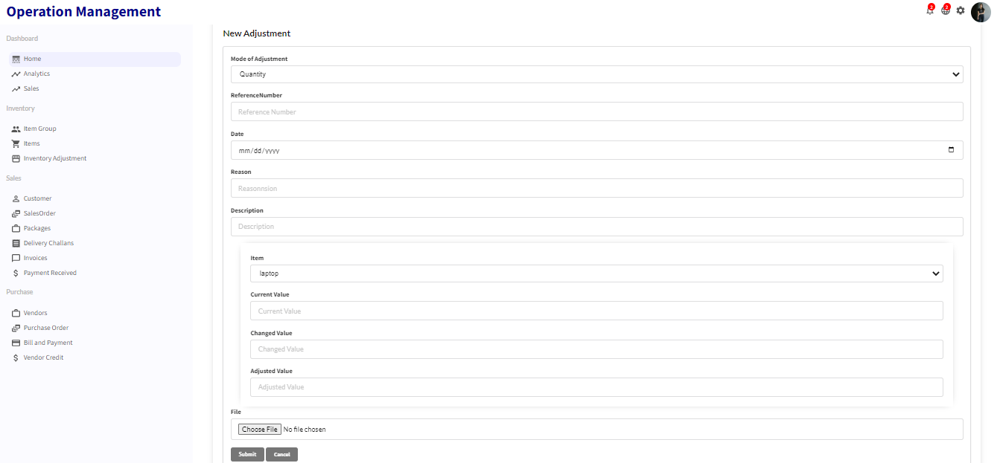 Operation Management
2
2
Dashboard
Home
Analytics
Sales
Inventory
Item Group
Items
Inventory Adjustment
Sales
Customer
SalesOrder
Packages
Delivery Challans
Invoices
Payment Received
Purchase
Vendors
Purchase Order
Bill and Payment
Vendor Credit
New Adjustment
Mode of Adjustment
Quantity
ReferenceNumber
Reference Number
Date
mm/dd/yyyy
Reason
Reasonnsion
Description
Description
Item
laptop
Current Value
Current Value
Changed Value
Changed Value
Adjusted Value
Adjusted Value
File
Choose File No file chosen
Submit Cancel